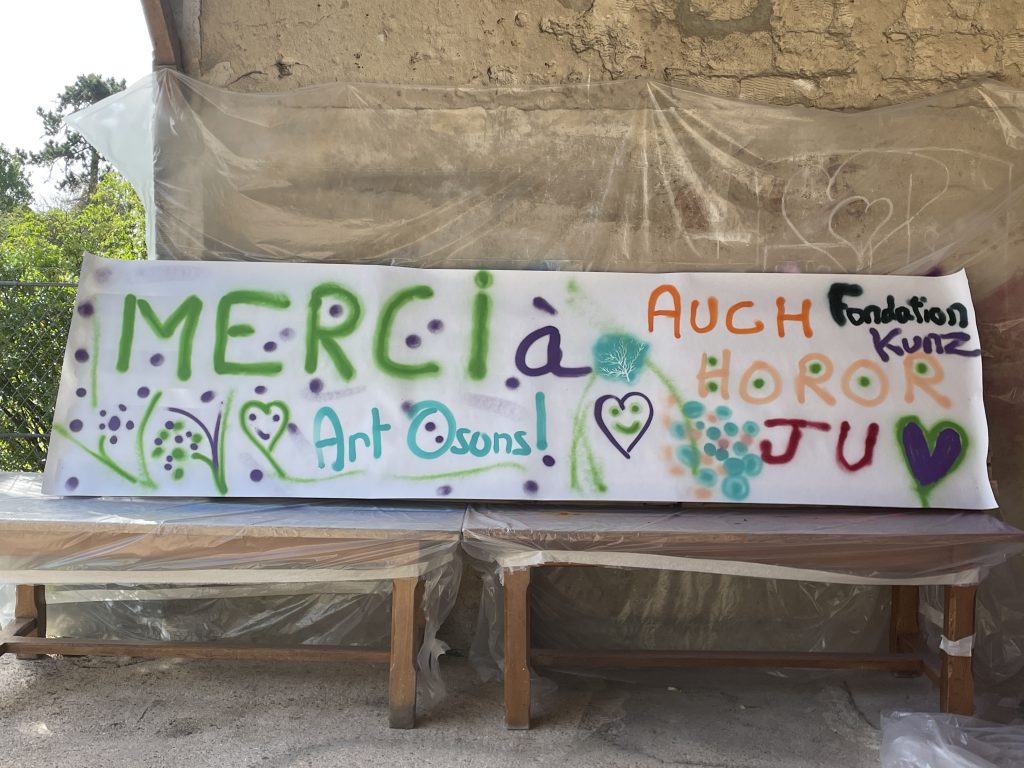 MERCi à
Art Osons!
AUCH
HOROR
JU
Fondation
Kunz